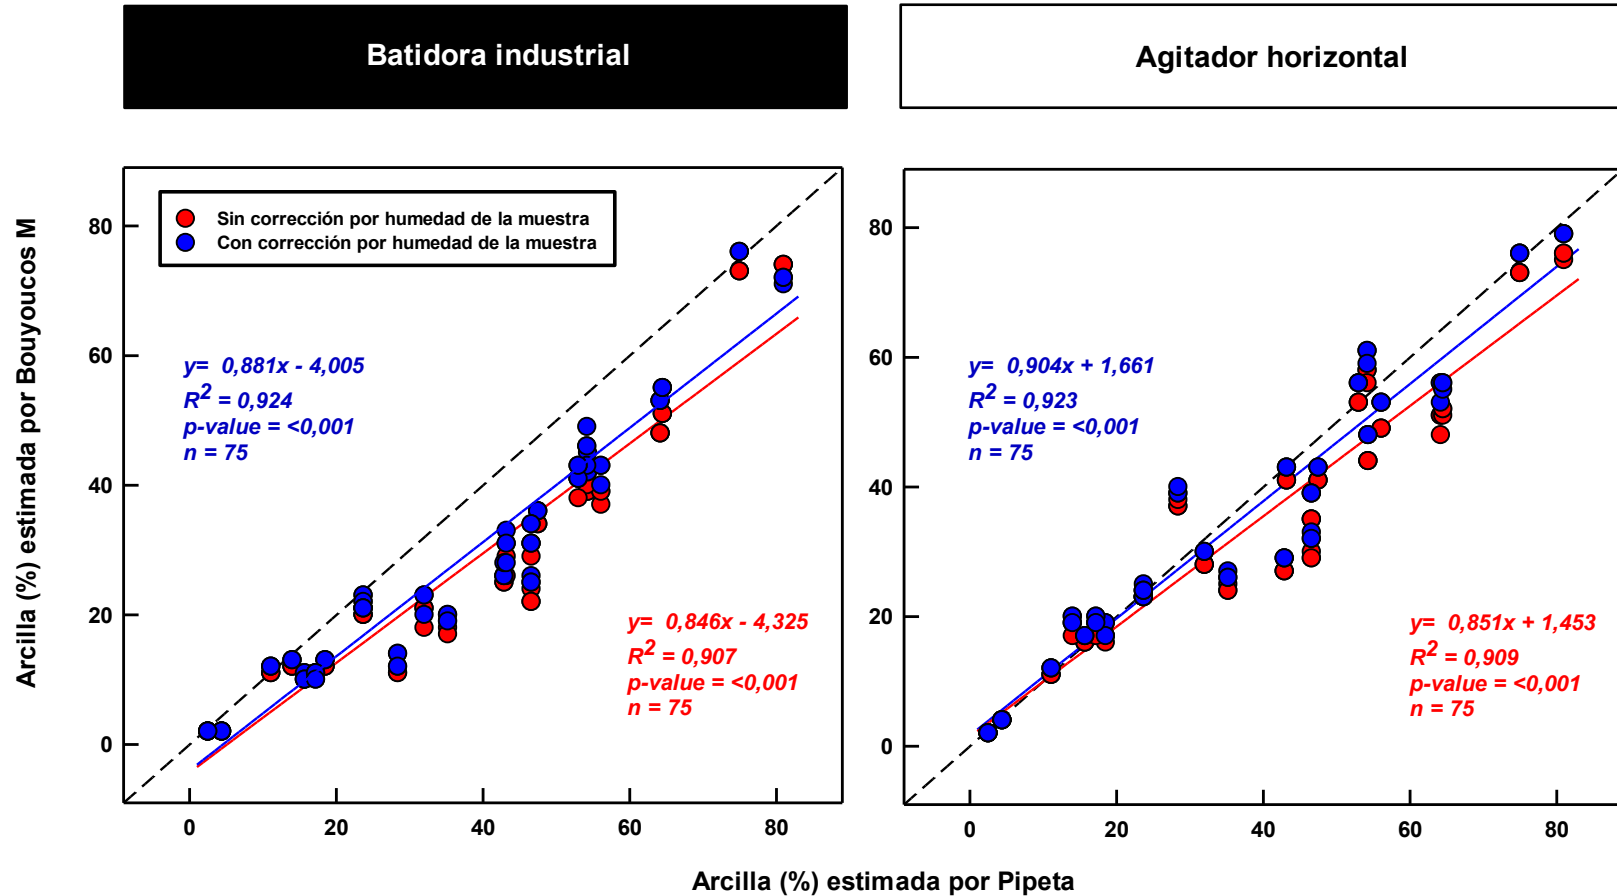 Batidora industrial
Agitador horizontal
Arcilla (%) estimada por Bouyoucos M
Sin corrección por humedad de la muestra
Con corrección por humedad de la muestra
80
60
40
20
0
y= 0,881x - 4,005
R² = 0,924
p-value = <0,001
n = 75
y= 0,846x - 4,325
R² = 0,907
p-value = <0,001
n = 75
0 20 40 60 80
80
60
40
20
0
y= 0,904x + 1,661
R² = 0,923
p-value = <0,001
n = 75
y= 0,851x + 1,453
R² = 0,909
p-value = <0,001
n = 75
0 20 40 60 80
Arcilla (%) estimada por Pipeta